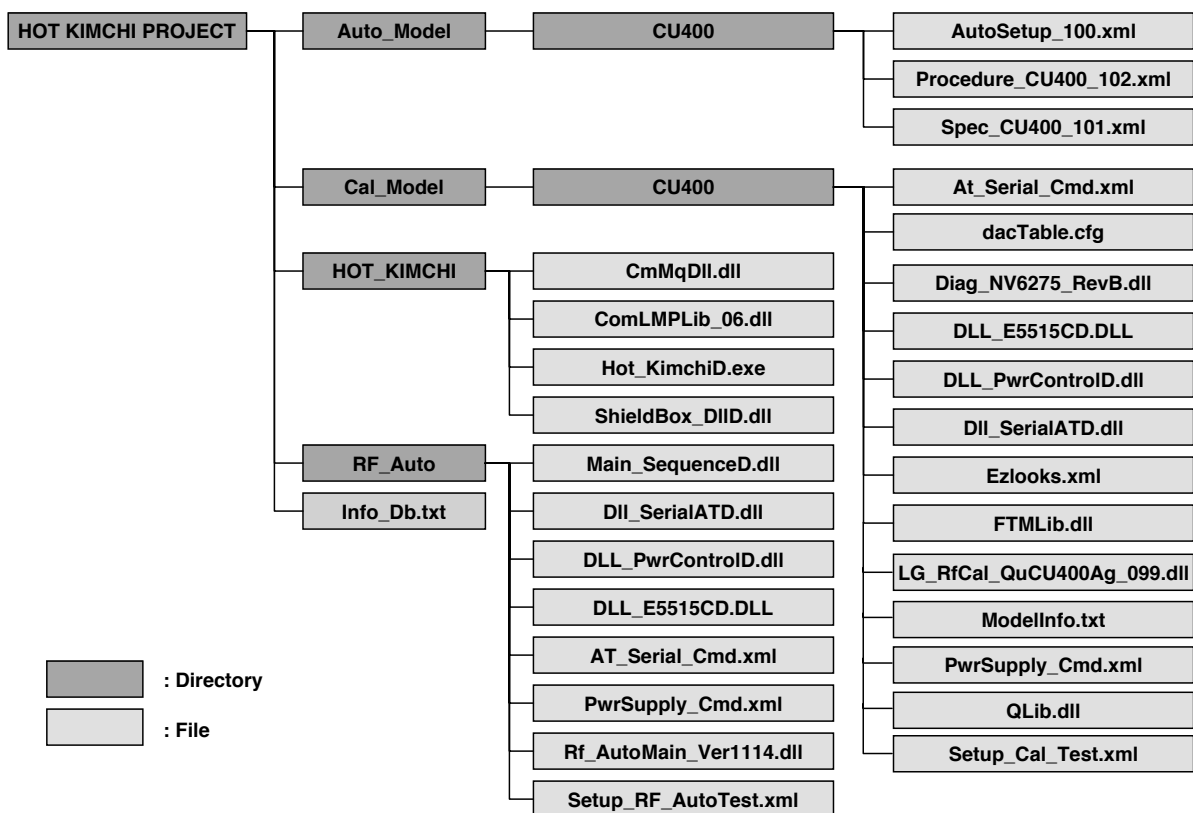 HOT KIMCHI PROJECT
Auto_Model
CU400
AutoSetup_100.xml
Procedure_CU400_102.xml
Spec_CU400_101.xml
Cal_Model
CU400
At_Serial_Cmd.xml
dacTable.cfg
Diag_NV6275_RevB.dll
DLL_E5515CD.DLL
DLL_PwrControlD.dll
Dll_SerialATD.dll
Ezlooks.xml
FTMLib.dll
LG_RfCal_QuCU400Ag_099.dll
ModelInfo.txt
PwrSupply_Cmd.xml
QLib.dll
Setup_Cal_Test.xml
HOT_KIMCHI
CmMqDll.dll
ComLMPLib_06.dll
Hot_KimchiD.exe
ShieldBox_DllD.dll
RF_Auto
Main_SequenceD.dll
Dll_SerialATD.dll
DLL_PwrControlD.dll
DLL_E5515CD.DLL
AT_Serial_Cmd.xml
PwrSupply_Cmd.xml
Rf_AutoMain_Ver1114.dll
Setup_RF_AutoTest.xml
Info_Db.txt
: Directory
: File